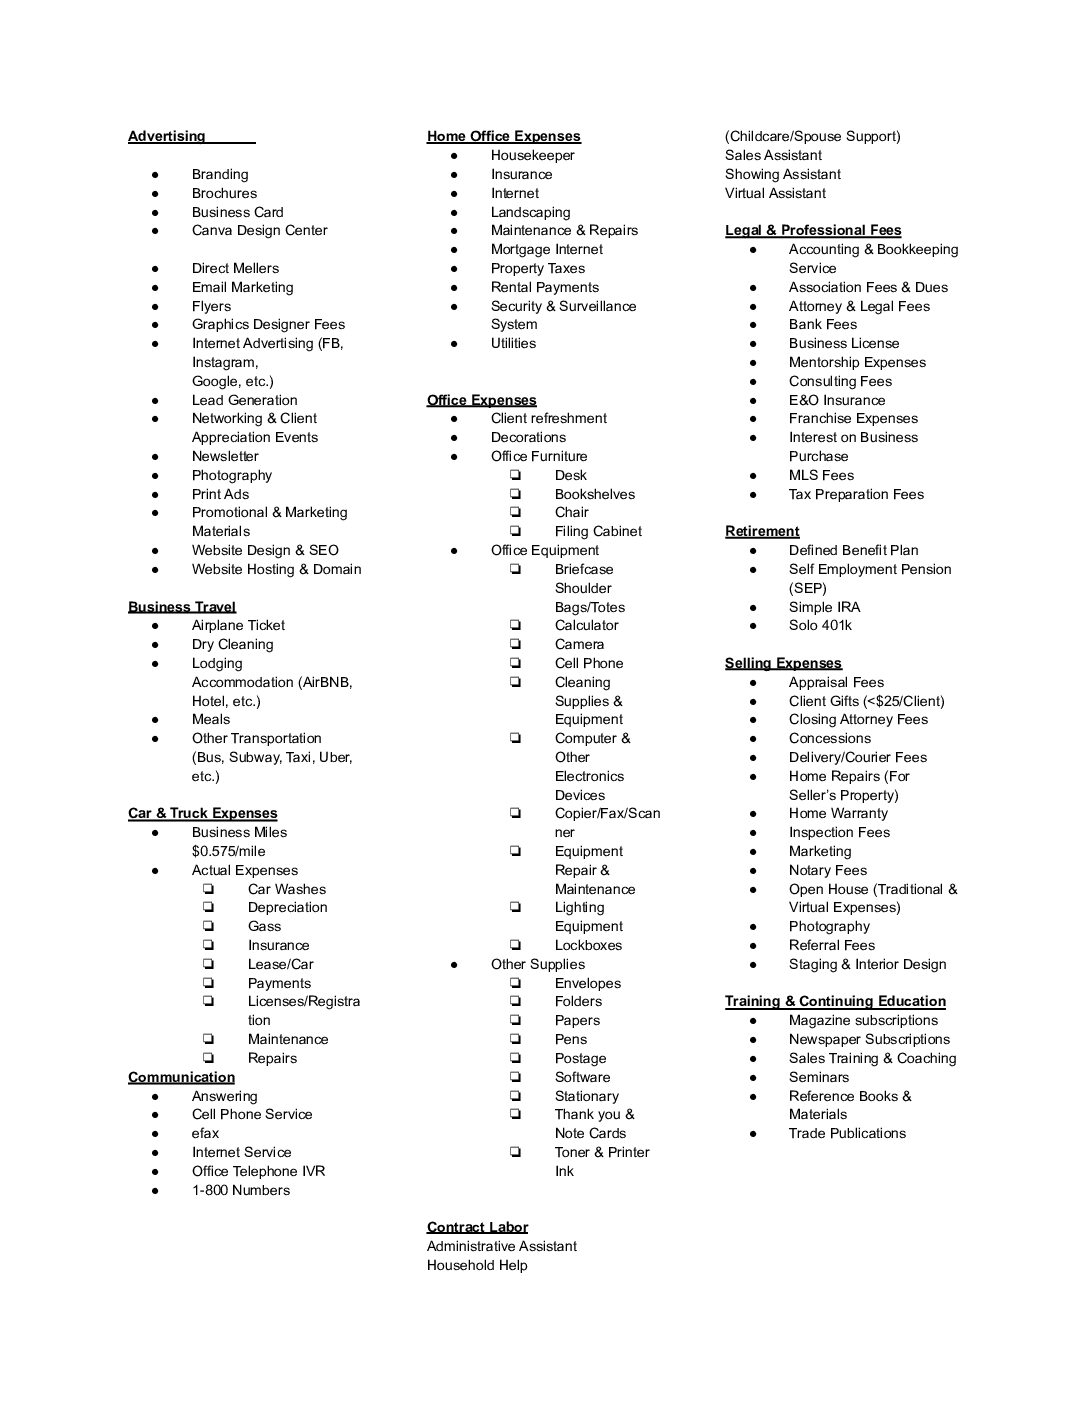 Advertising
● Branding
● Brochures
● Business Card
● Canva Design Center
● Direct Mellers
● Email Marketing
● Flyers
● Graphics Designer Fees
● Internet Advertising (FB,
Instagram,
Google, etc.)
● Lead Generation
● Networking & Client
Appreciation Events
● Newsletter
● Photography
● Print Ads
● Promotional & Marketing
Materials
● Website Design & SEO
● Website Hosting & Domain
Business Travel
● Airplane Ticket
● Dry Cleaning
● Lodging
Accommodation (AirBNB,
Hotel, etc.)
● Meals
● Other Transportation
(Bus, Subway, Taxi, Uber,
etc.)
Car & Truck Expenses
● Business Miles
$0.575/mile
● Actual Expenses
❏ Car Washes
❏ Depreciation
❏ Gass
❏ Insurance
❏ Lease/Car
❏ Payments
❏ Licenses/Registra
tion
❏ Maintenance
❏ Repairs
Communication
● Answering
● Cell Phone Service
● efax
● Internet Service
● Office Telephone IVR
● 1-800 Numbers
Home Office Expenses
● Housekeeper
● Insurance
● Internet
● Landscaping
● Maintenance & Repairs
● Mortgage Internet
● Property Taxes
● Rental Payments
● Security & Surveillance
System
● Utilities
Office Expenses
● Client refreshment
● Decorations
● Office Furniture
❏ Desk
❏ Bookshelves
❏ Chair
❏ Filing Cabinet
● Office Equipment
❏ Briefcase
Shoulder
Bags/Totes
❏ Calculator
❏ Camera
❏ Cell Phone
❏ Cleaning
Supplies &
Equipment
❏ Computer &
Other
Electronics
Devices
❏ Copier/Fax/Scan
ner
❏ Equipment
Repair &
Maintenance
❏ Lighting
Equipment
❏ Lockboxes
● Other Supplies
❏ Envelopes
❏ Folders
❏ Papers
❏ Pens
❏ Postage
❏ Software
❏ Stationary
❏ Thank you &
Note Cards
❏ Toner & Printer
Ink
Contract Labor
Administrative Assistant
Household Help
(Childcare/Spouse Support)
Sales Assistant
Showing Assistant
Virtual Assistant
Legal & Professional Fees
● Accounting & Bookkeeping
Service
● Association Fees & Dues
● Attorney & Legal Fees
● Bank Fees
● Business License
● Mentorship Expenses
● Consulting Fees
● E&O Insurance
● Franchise Expenses
● Interest on Business
Purchase
● MLS Fees
● Tax Preparation Fees
Retirement
● Defined Benefit Plan
● Self Employment Pension
(SEP)
● Simple IRA
● Solo 401k
Selling Expenses
● Appraisal Fees
● Client Gifts (<$25/Client)
● Closing Attorney Fees
● Concessions
● Delivery/Courier Fees
● Home Repairs (For
Seller’s Property)
● Home Warranty
● Inspection Fees
● Marketing
● Notary Fees
● Open House (Traditional &
Virtual Expenses)
● Photography
● Referral Fees
● Staging & Interior Design
Training & Continuing Education
● Magazine subscriptions
● Newspaper Subscriptions
● Sales Training & Coaching
● Seminars
● Reference Books &
Materials
● Trade Publications